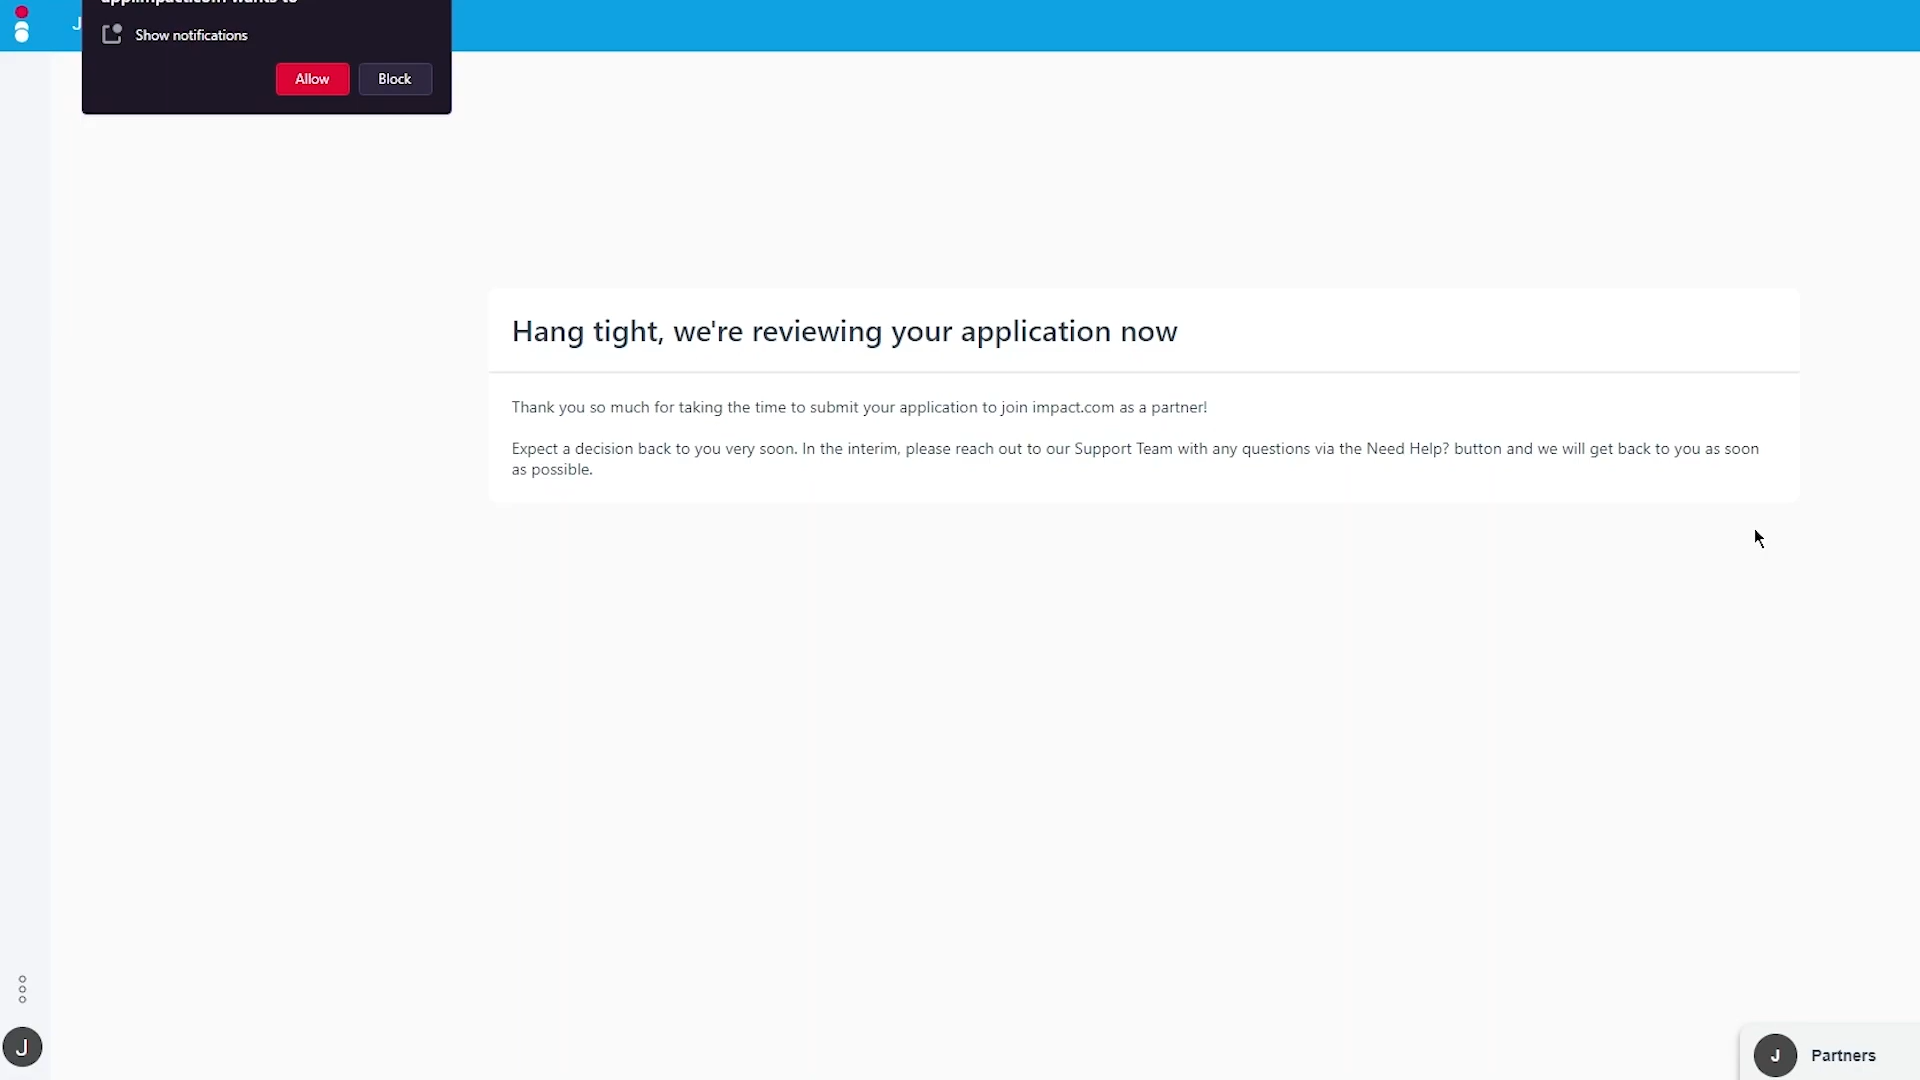 J
Show notifications
Allow
Block
Hang tight, we're reviewing your application now
Thank you so much for taking the time to submit your application to join impact.com as a partner!
Expect a decision back to you very soon. In the interim, please reach out to our Support Team with any questions via the Need Help? button and we will get back to you as soon
as possible.
J
J
Partners